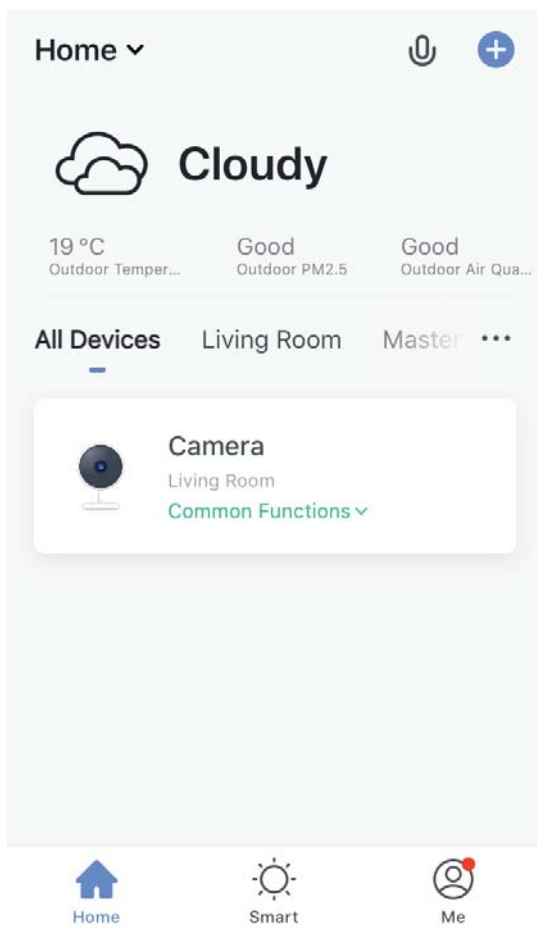 Home
Cloudy
19 °C Good Good
Outdoor Temper... Outdoor PM2.5 Outdoor Air Qua...
All Devices Living Room Master ...
Camera
Living Room
Common Functions
Home Smart Me